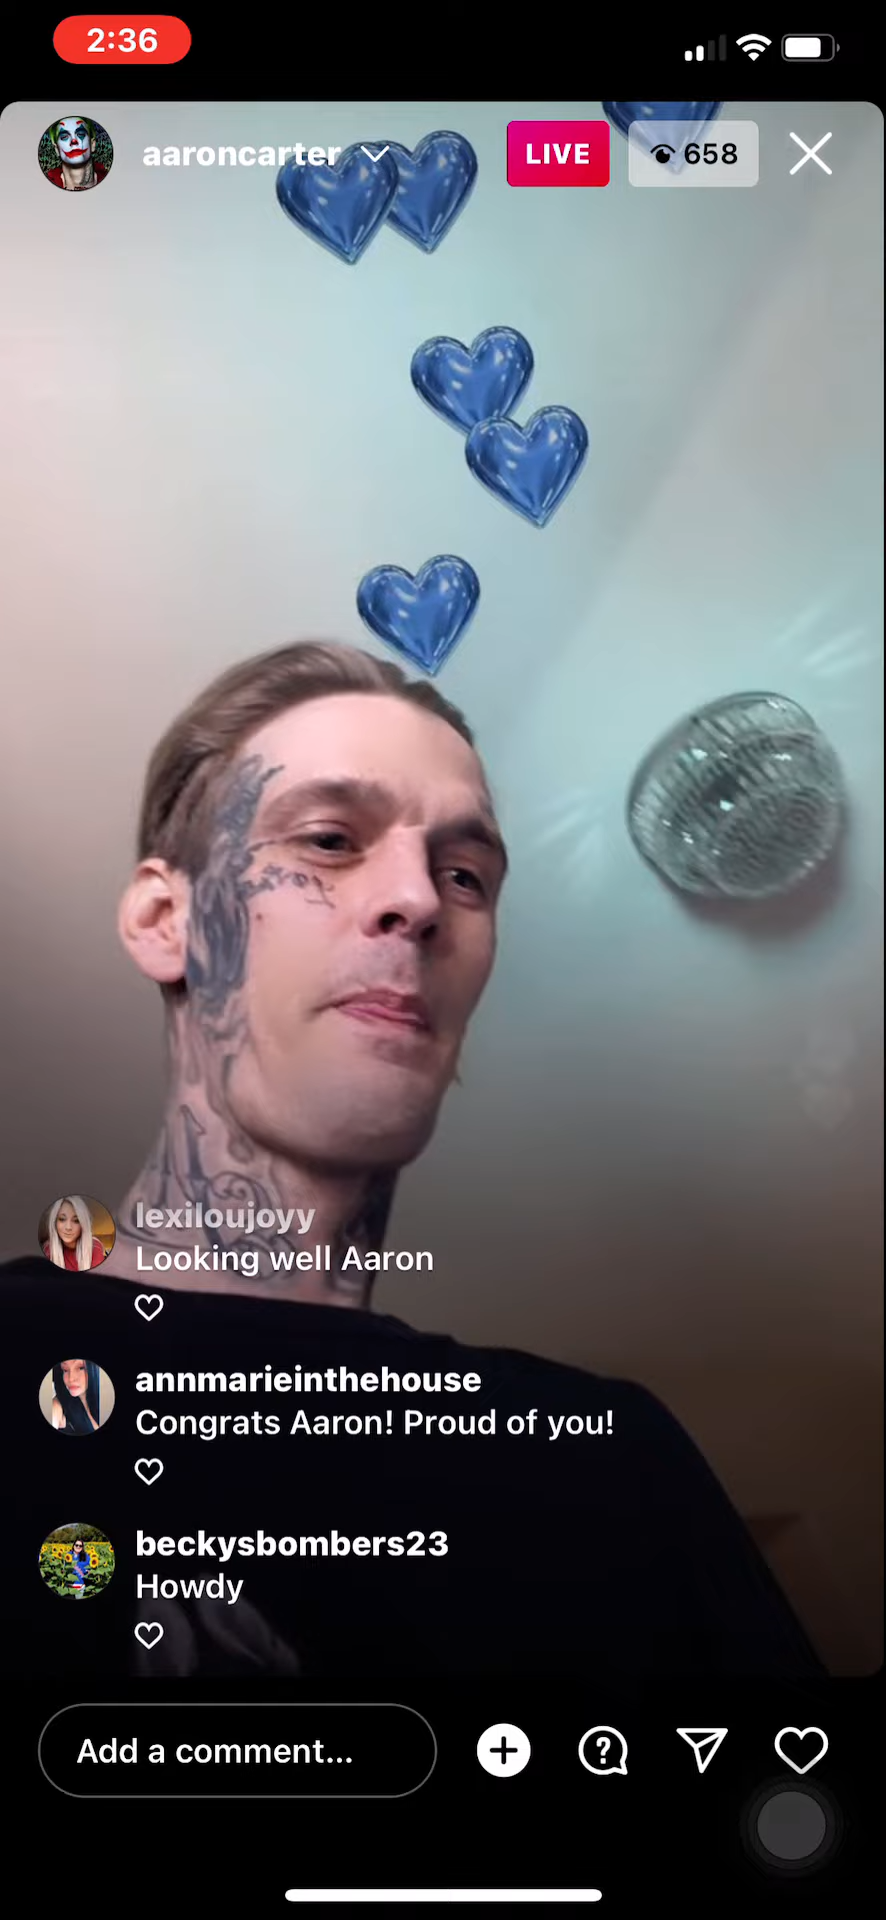 2:36
aaroncarter
LIVE
658
lexiloujoyy
Looking well Aaron
annmarieinthehouse
Congrats Aaron! Proud of you!
beckysbombers23
Howdy
Add a comment...